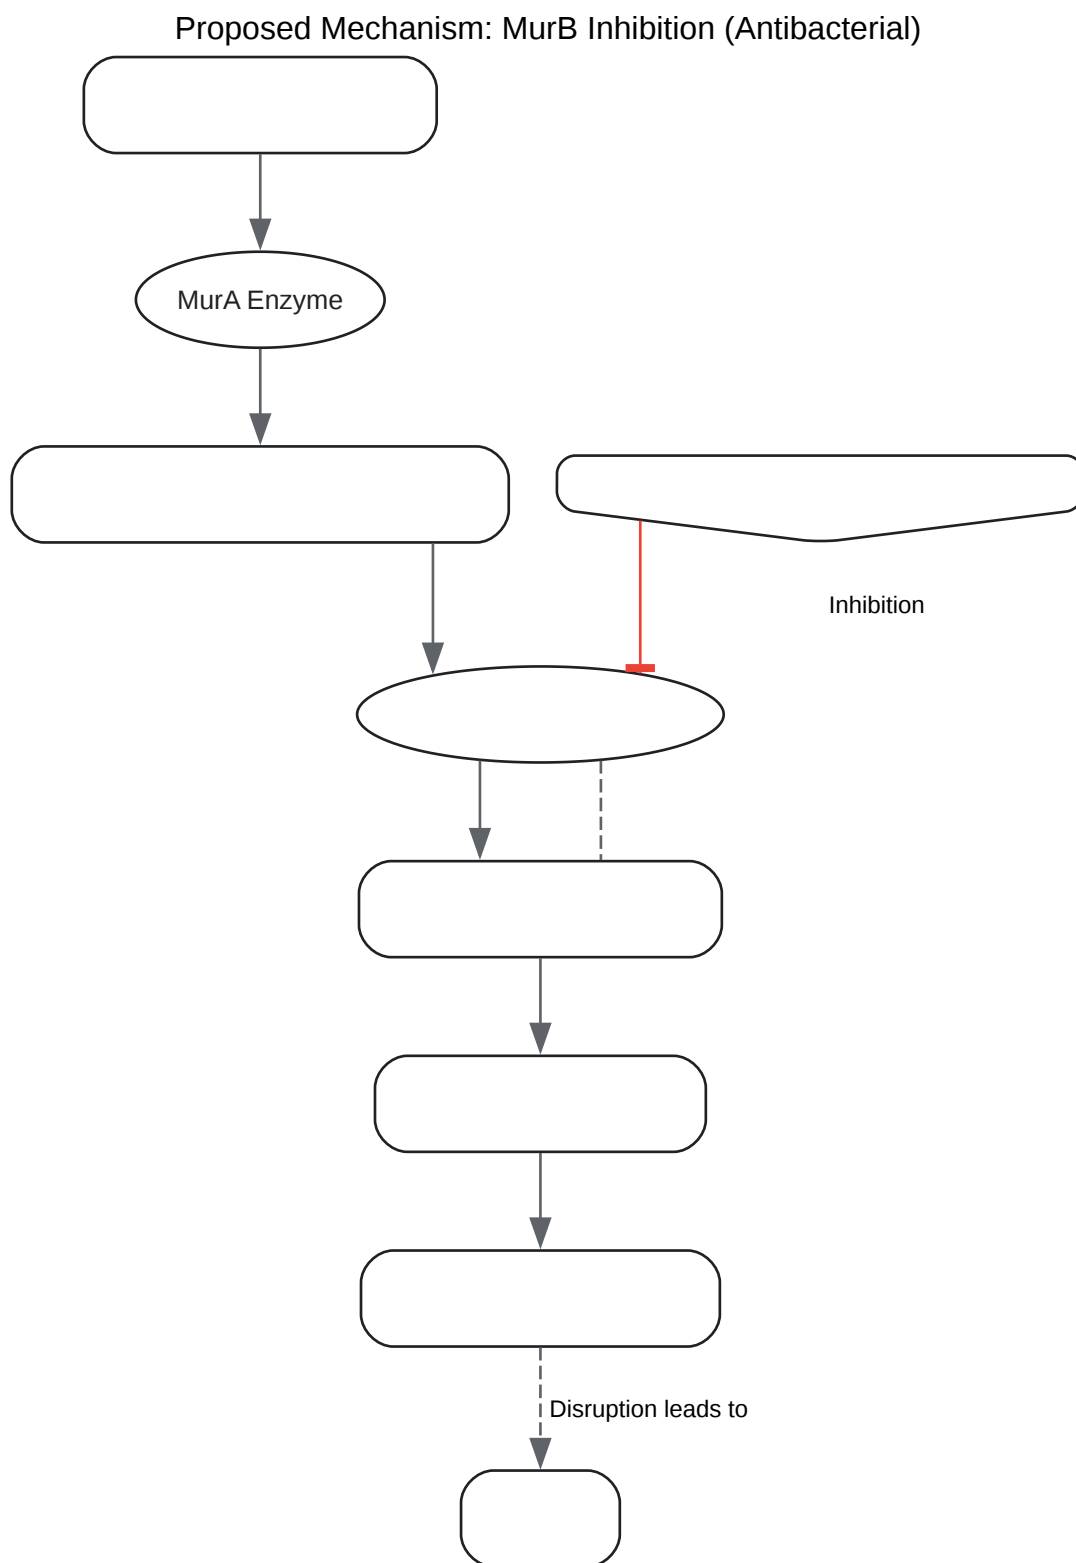 Proposed Mechanism: MurB Inhibition (Antibacterial)
MurA Enzyme
Inhibition
Disruption leads to